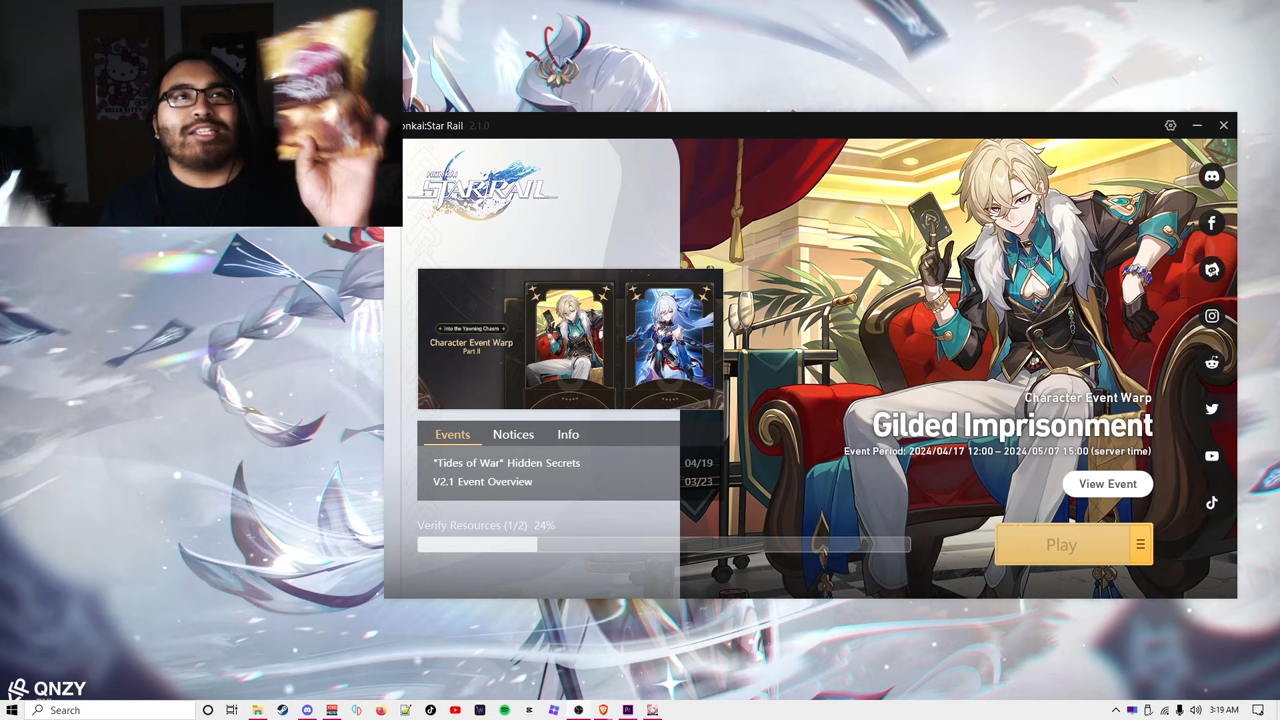 onkai:Star Rail 2.1.0
HONKAI
STAR RAIL
Into the Yawning Chasm
Character Event Warp
Part II
Events Notices Info
"Tides of War" Hidden Secrets 04/19
V2.1 Event Overview 03/23
Verify Resources (1/2) 24%
Character Event Warp
Gilded Imprisonment
Event Period: 2024/04/17 12:00 – 2024/05/07 15:00 (server time)
View Event
Play
QNZY
Search
3:19 AM